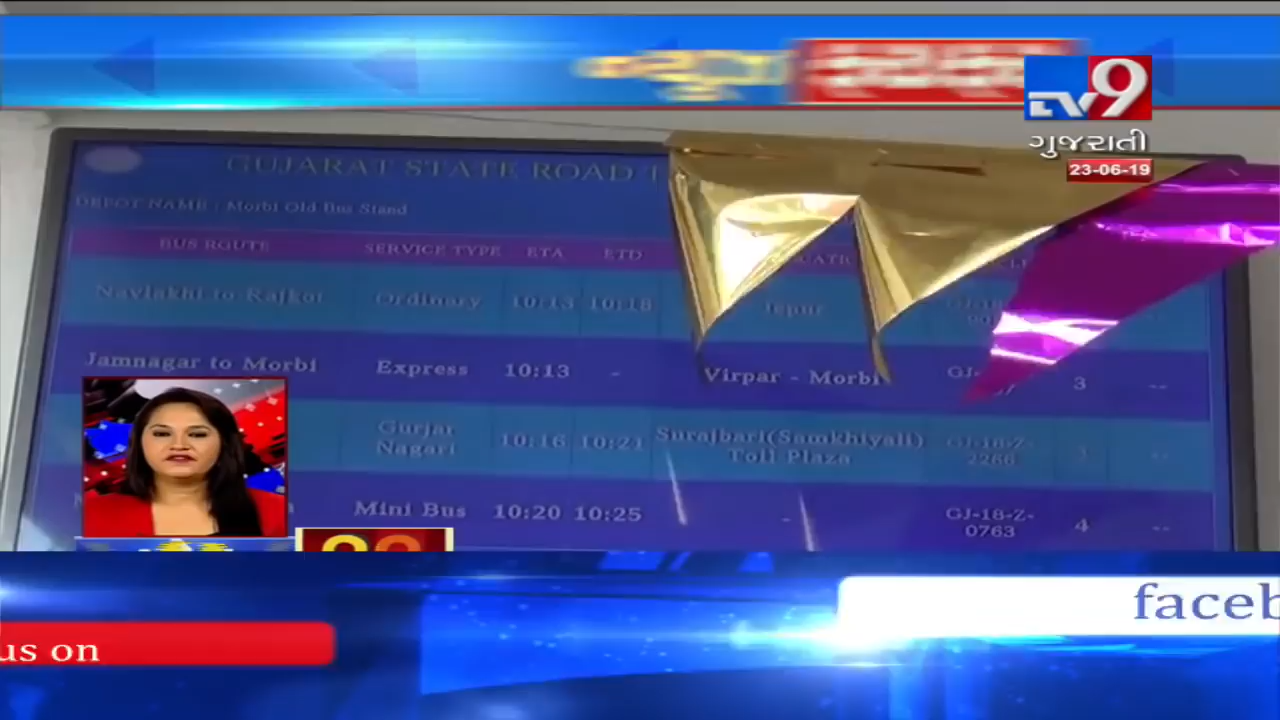 TV9
ગુજરાતી
23-06-19
GUJARAT STATE ROAD
DEPOT NAME : Morbi Old Bus Stand
BUS ROUTE SERVICE TYPE ETA ETD
Navlakhi to Rajkot Ordinary 10:13 10:18
Jamnagar to Morbi Express 10:13 - Virpar - Morbi GJ- 3 --
Gurjar Nagari 10:16 10:21 Surajbari(Samkhiyali) Toll Plaza GJ-18-Z-2266 3 --
Mini Bus 10:20 10:25 - GJ-18-Z-0763 4 --
faceb
us on